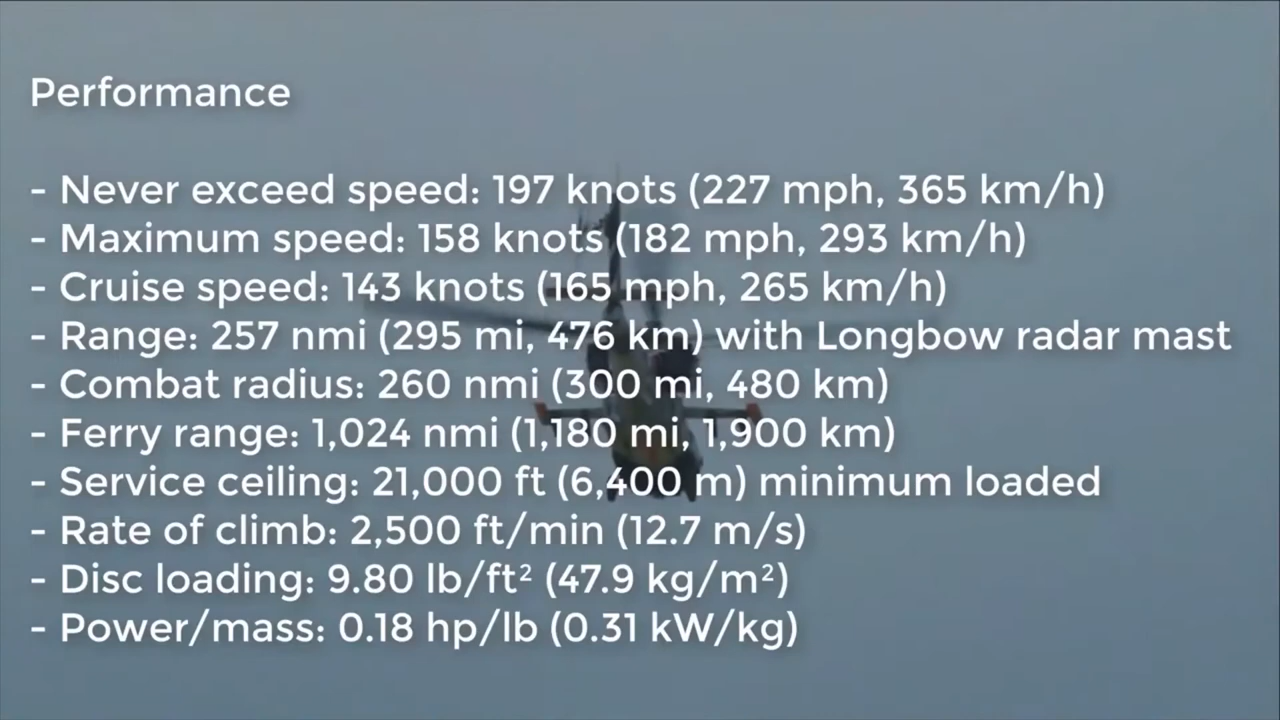 Performance
- Never exceed speed: 197 knots (227 mph, 365 km/h)
- Maximum speed: 158 knots (182 mph, 293 km/h)
- Cruise speed: 143 knots (165 mph, 265 km/h)
- Range: 257 nmi (295 mi, 476 km) with Longbow radar mast
- Combat radius: 260 nmi (300 mi, 480 km)
- Ferry range: 1,024 nmi (1,180 mi, 1,900 km)
- Service ceiling: 21,000 ft (6,400 m) minimum loaded
- Rate of climb: 2,500 ft/min (12.7 m/s)
- Disc loading: 9.80 lb/ft² (47.9 kg/m²)
- Power/mass: 0.18 hp/lb (0.31 kW/kg)